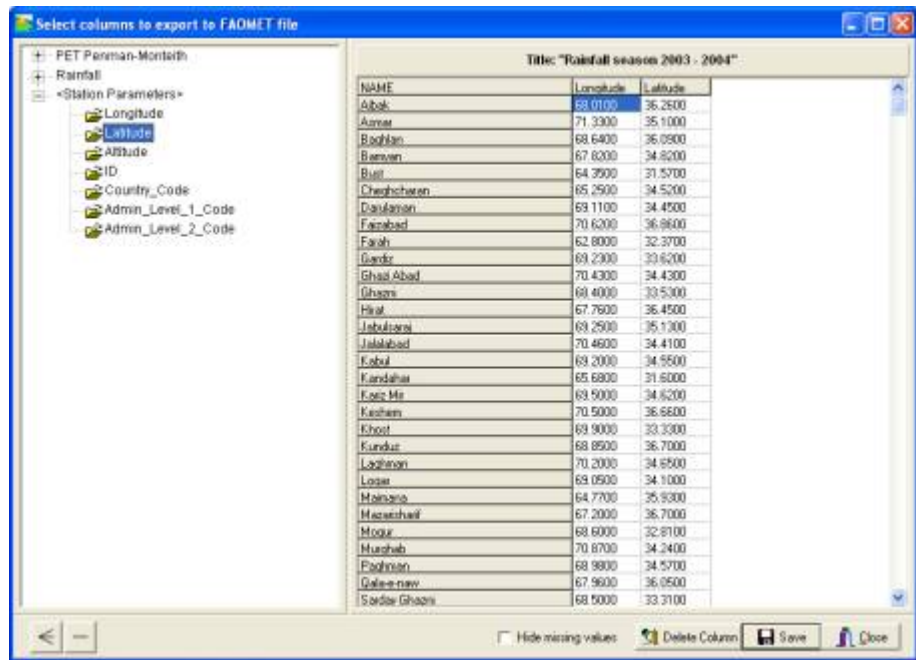 Select columns to export to FAOMET file
PET Penman-Monteith
Rainfall
<Station Parameters>
Longitude
Latitude
Altitude
ID
Country_Code
Admin_Level_1_Code
Admin_Level_2_Code
Title: "Rainfall season 2003 - 2004"
NAME Longitude Latitude
Aibak 68.0100 36.2600
Asmar 71.3300 35.1000
Baghlan 68.6400 36.0900
Bamyan 67.8200 34.8200
Bust 64.3500 31.5700
Cheghcharan 65.2500 34.5200
Darulaman 69.1100 34.4500
Faizabad 70.6200 36.8600
Farah 62.8000 32.3700
Gardiz 69.2300 33.6200
Ghazi Abad 70.4300 34.4300
Ghazni 68.4000 33.5300
Hirat 67.7600 36.4500
Jabulsaraj 69.2500 35.1300
Jalalabad 70.4600 34.4100
Kabul 69.2000 34.5500
Kandahar 65.6800 31.6000
Kariz Mir 69.5000 34.6200
Keshem 70.5000 36.6600
Khost 69.9000 33.3300
Kunduz 68.8500 36.7000
Laghman 70.2000 34.6500
Logar 69.0500 34.1000
Maimana 64.7700 35.9300
Mazarisharif 67.2000 36.7000
Moqur 68.6000 32.8100
Murghab 70.8700 34.2400
Paghman 68.9800 34.5700
Qala-e-naw 67.9600 36.0500
Sarday Ghazni 68.5000 33.3100
Hide missing values Delete Column Save Close